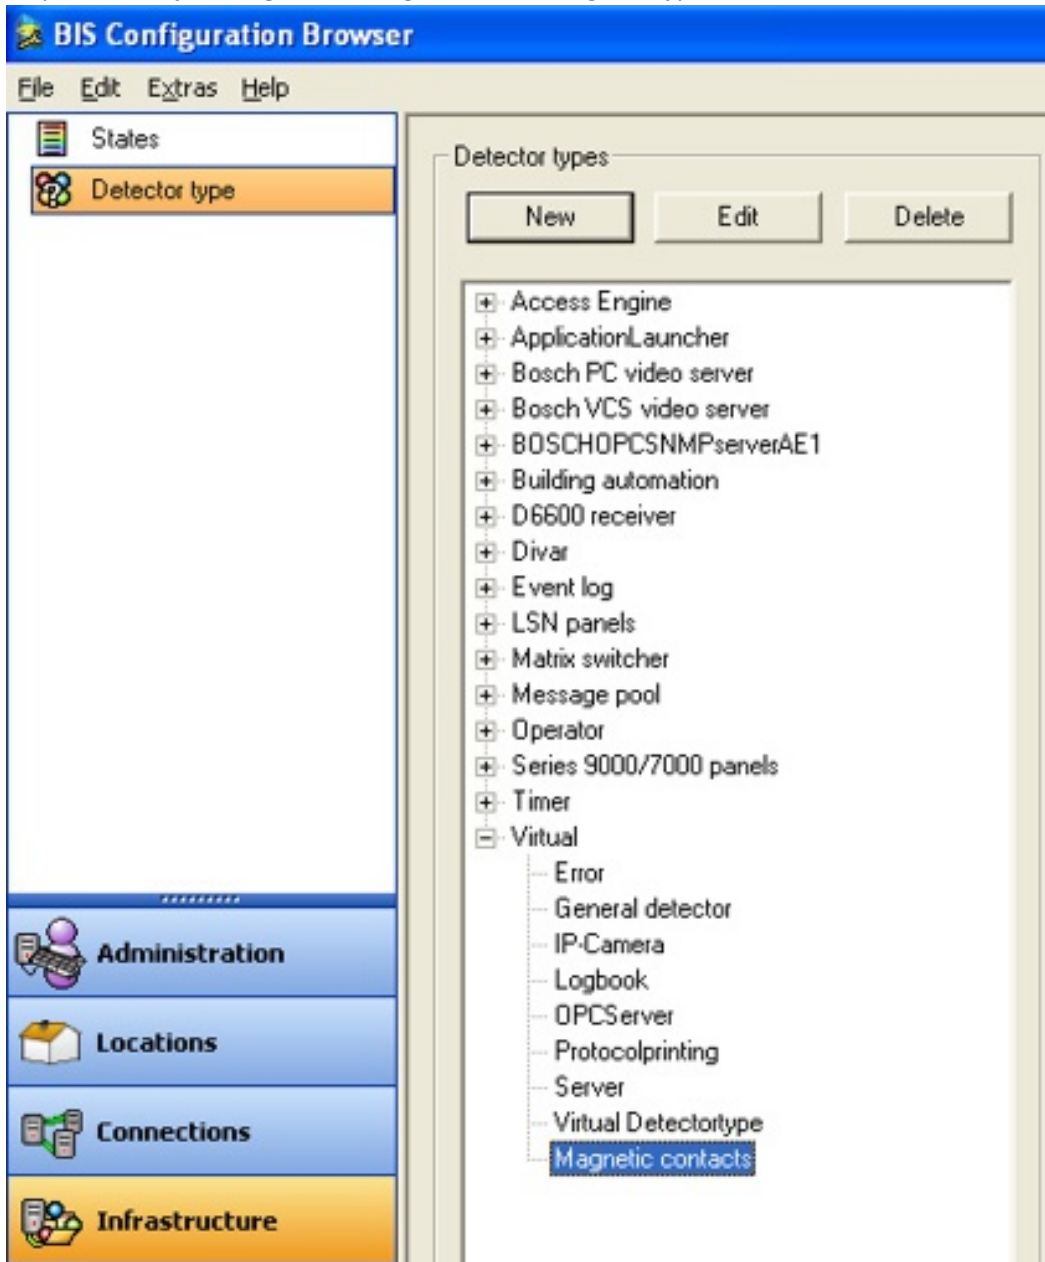 BIS Configuration Browser
File Edit Extras Help
States
Detector type
Detector types
New Edit Delete
Access Engine
ApplicationLauncher
Bosch PC video server
Bosch VCS video server
BOSCHOPCSNMPserverAE1
Building automation
D6600 receiver
Divar
Event log
LSN panels
Matrix switcher
Message pool
Operator
Series 9000/7000 panels
Timer
Virtual
Error
General detector
IP-Camera
Logbook
OPCServer
Protocolprinting
Server
Virtual Detectortype
Magnetic contacts
Administration
Locations
Connections
Infrastructure